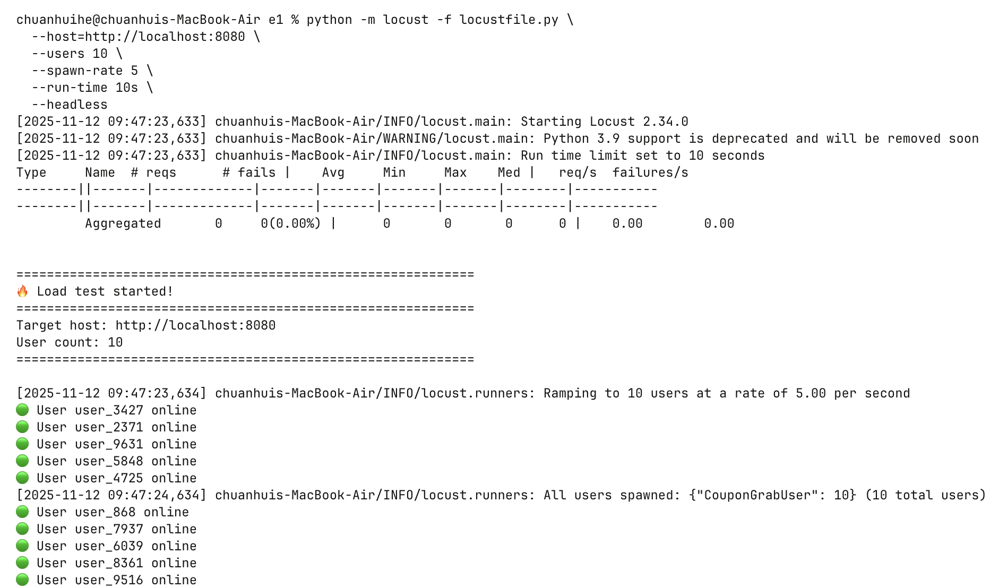 chuanhuihe@chuanhuis-MacBook-Air e1 % python -m locust -f locustfile.py \
  --host=http://localhost:8080 \
  --users 10 \
  --spawn-rate 5 \
  --run-time 10s \
  --headless
[2025-11-12 09:47:23,633] chuanhuis-MacBook-Air/INFO/locust.main: Starting Locust 2.34.0
[2025-11-12 09:47:23,633] chuanhuis-MacBook-Air/WARNING/locust.main: Python 3.9 support is deprecated and will be removed soon
[2025-11-12 09:47:23,633] chuanhuis-MacBook-Air/INFO/locust.main: Run time limit set to 10 seconds
Type     Name  # reqs      # fails |    Avg     Min     Max    Med |   req/s  failures/s
--------||-------|-------------|-------|-------|-------|-------|--------|-----------
--------||-------|-------------|-------|-------|-------|-------|--------|-----------
         Aggregated       0     0(0.00%) |      0       0       0      0 |    0.00        0.00
============================================================
🔥 Load test started!
============================================================
Target host: http://localhost:8080
User count: 10
============================================================
[2025-11-12 09:47:23,634] chuanhuis-MacBook-Air/INFO/locust.runners: Ramping to 10 users at a rate of 5.00 per second
🟢 User user_3427 online
🟢 User user_2371 online
🟢 User user_9631 online
🟢 User user_5848 online
🟢 User user_4725 online
[2025-11-12 09:47:24,634] chuanhuis-MacBook-Air/INFO/locust.runners: All users spawned: {"CouponGrabUser": 10} (10 total users)
🟢 User user_868 online
🟢 User user_7937 online
🟢 User user_6039 online
🟢 User user_8361 online
🟢 User user_9516 online